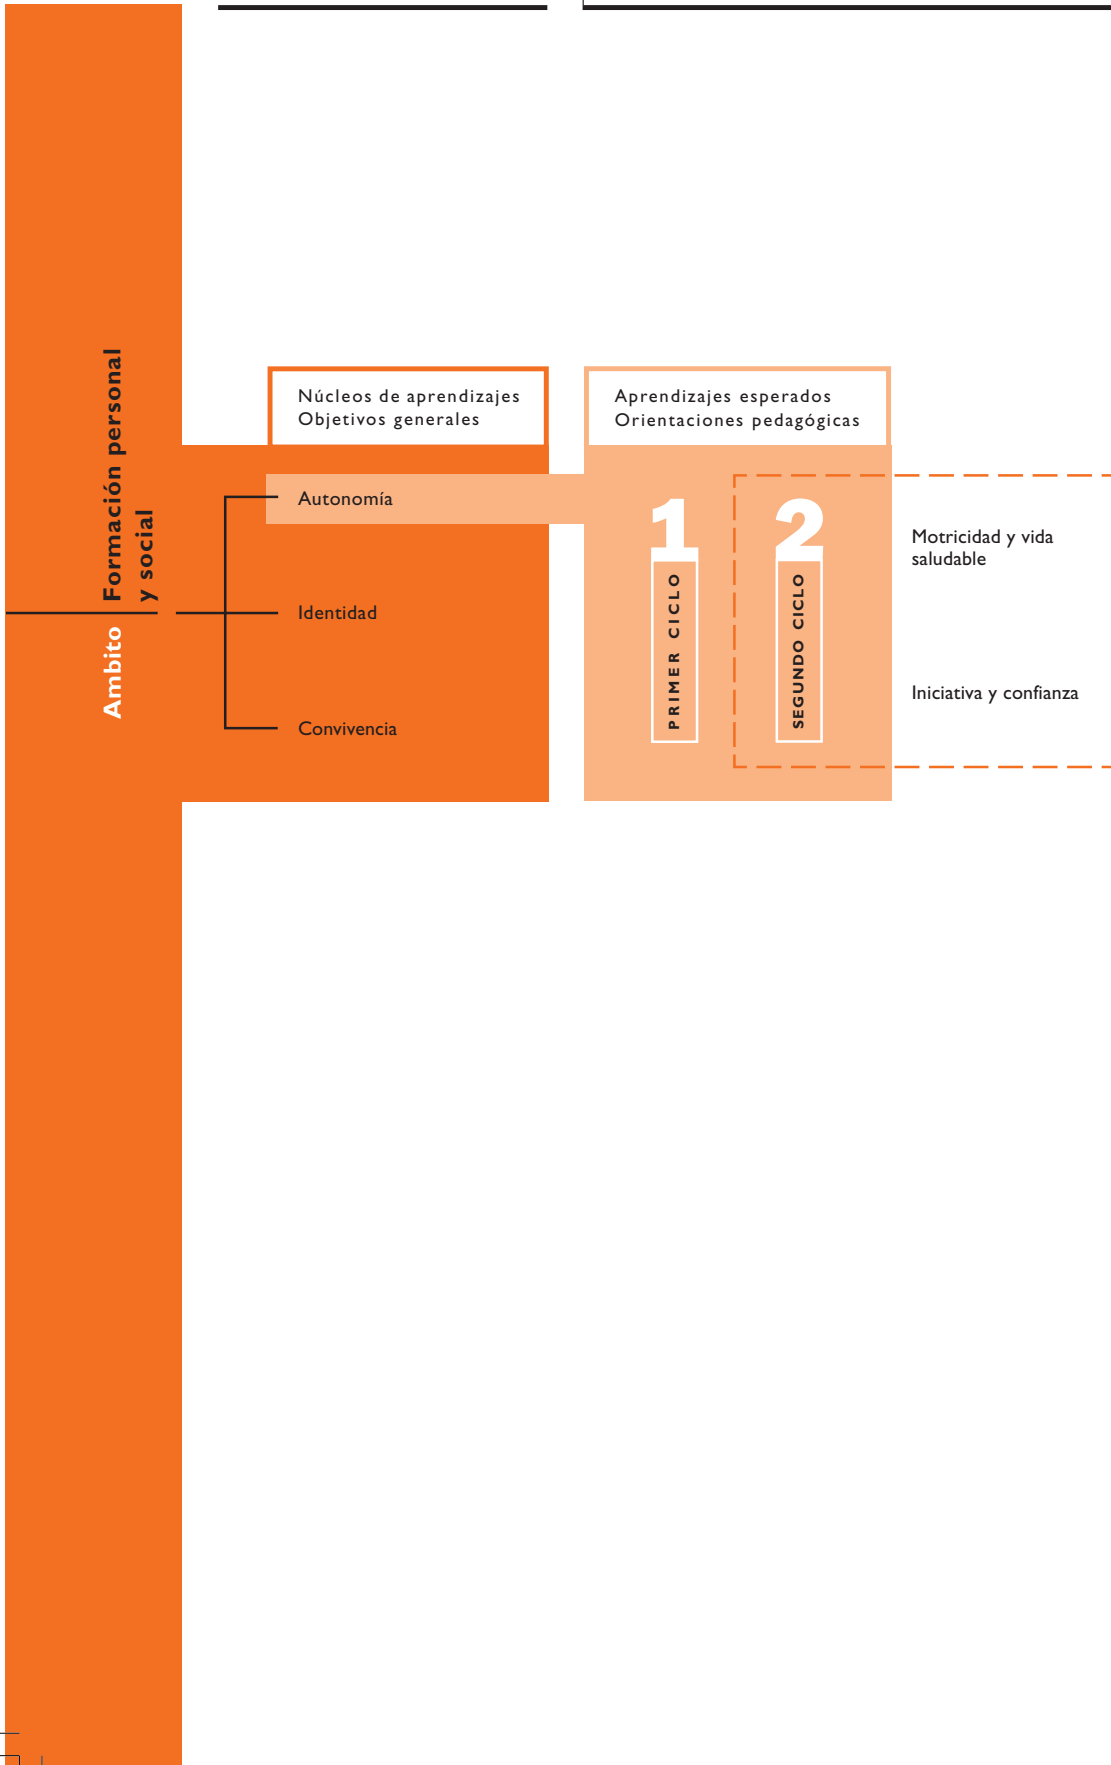 Ambito Formación personal
y social
Núcleos de aprendizajes
Objetivos generales
Autonomía
Identidad
Convivencia
Aprendizajes esperados
Orientaciones pedagógicas
1
PRIMER CICLO
2
SEGUNDO CICLO
Motricidad y vida
saludable
Iniciativa y confianza